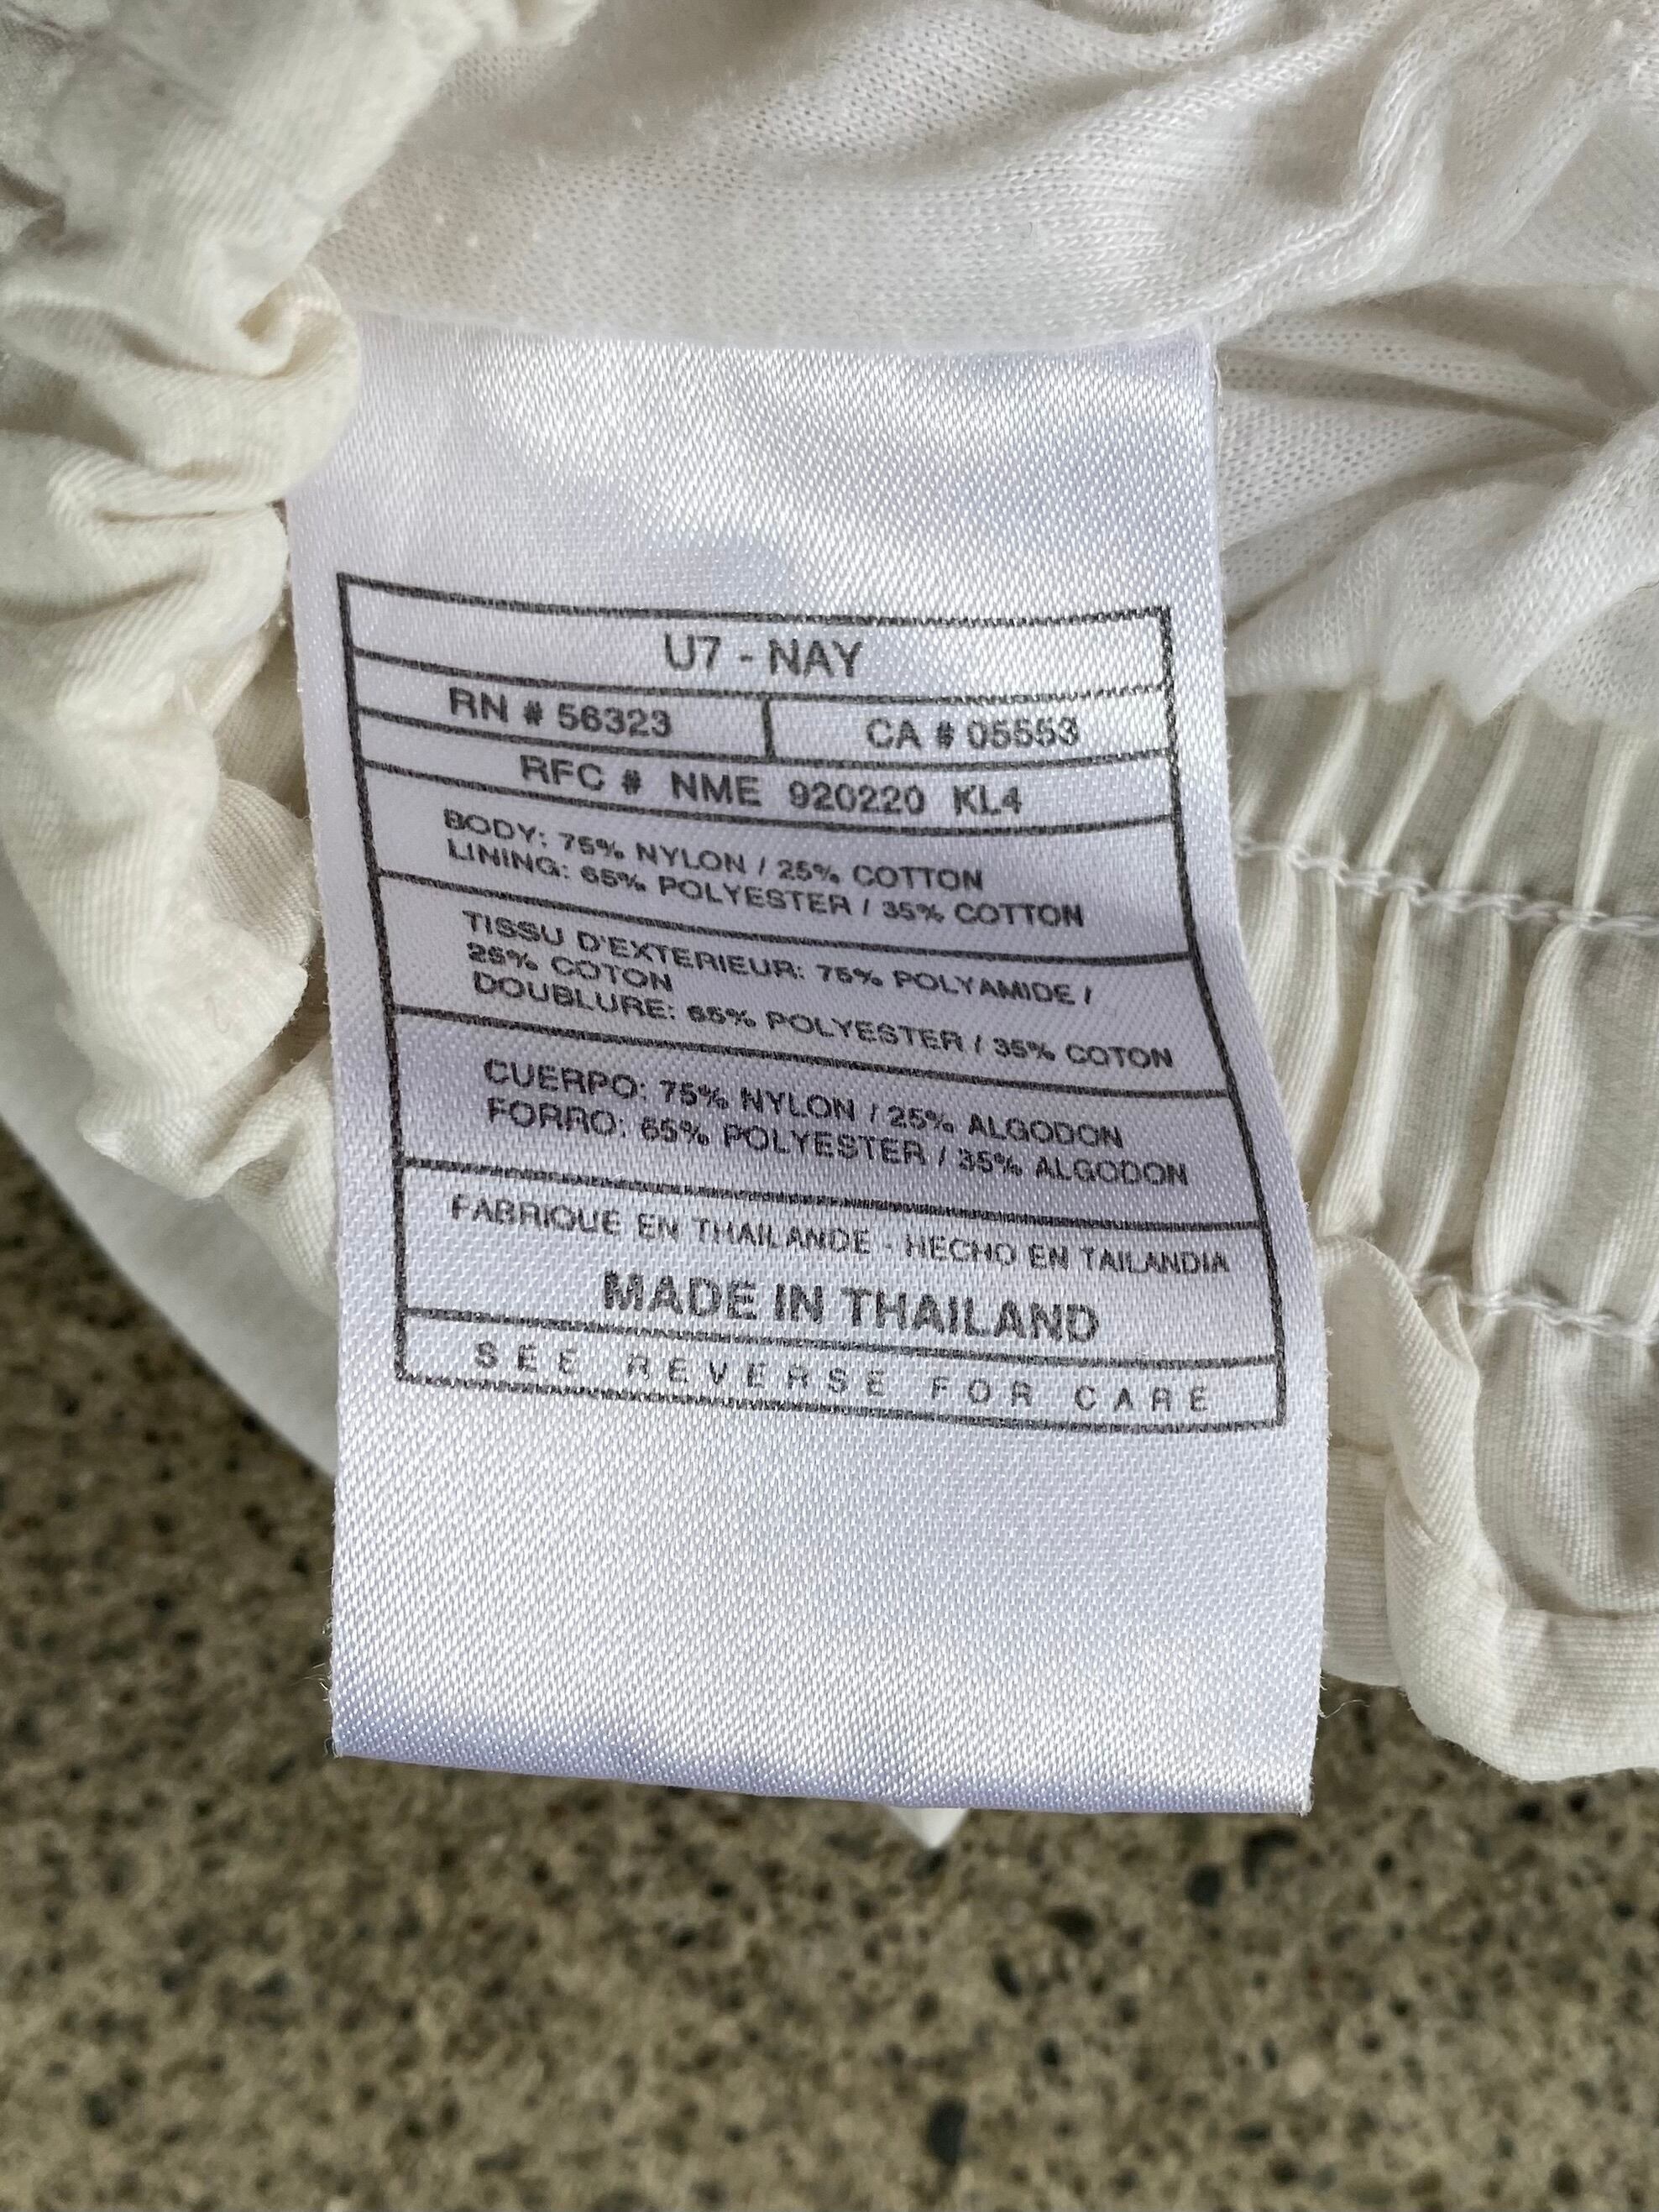 U7 - NAY
RN # 56323 CA # 05553
RFC # NME 920220 KL4
BODY: 75% NYLON / 25% COTTON
LINING: 65% POLYESTER / 35% COTTON
TISSU D'EXTERIEUR: 75% POLYAMIDE /
25% COTON
DOUBLURE: 65% POLYESTER / 35% COTON
CUERPO: 75% NYLON / 25% ALGODON
FORRO: 65% POLYESTER / 35% ALGODON
FABRIQUE EN THAILANDE - HECHO EN TAILANDIA
MADE IN THAILAND
SEE REVERSE FOR CARE